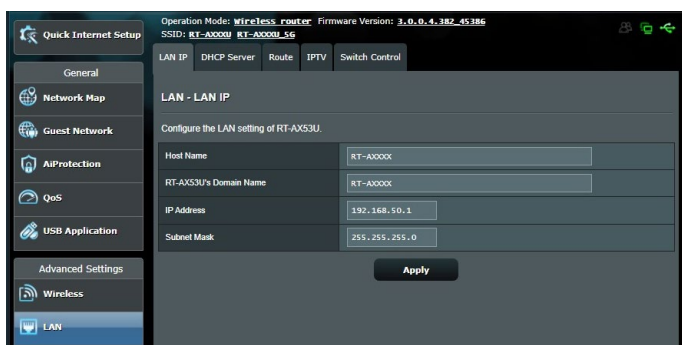 Quick Internet Setup
General
Network Map
Guest Network
AiProtection
QoS
USB Application
Advanced Settings
Wireless
LAN
Operation Mode: Wireless router Firmware Version: 3.0.0.4.382_45386
SSID: RT-AXXXU RT-AXXXU_5G
LAN IP DHCP Server Route IPTV Switch Control
LAN - LAN IP
Configure the LAN setting of RT-AX53U.
Host Name RT-AXXXX
RT-AX53U's Domain Name RT-AXXXX
IP Address 192.168.50.1
Subnet Mask 255.255.255.0
Apply